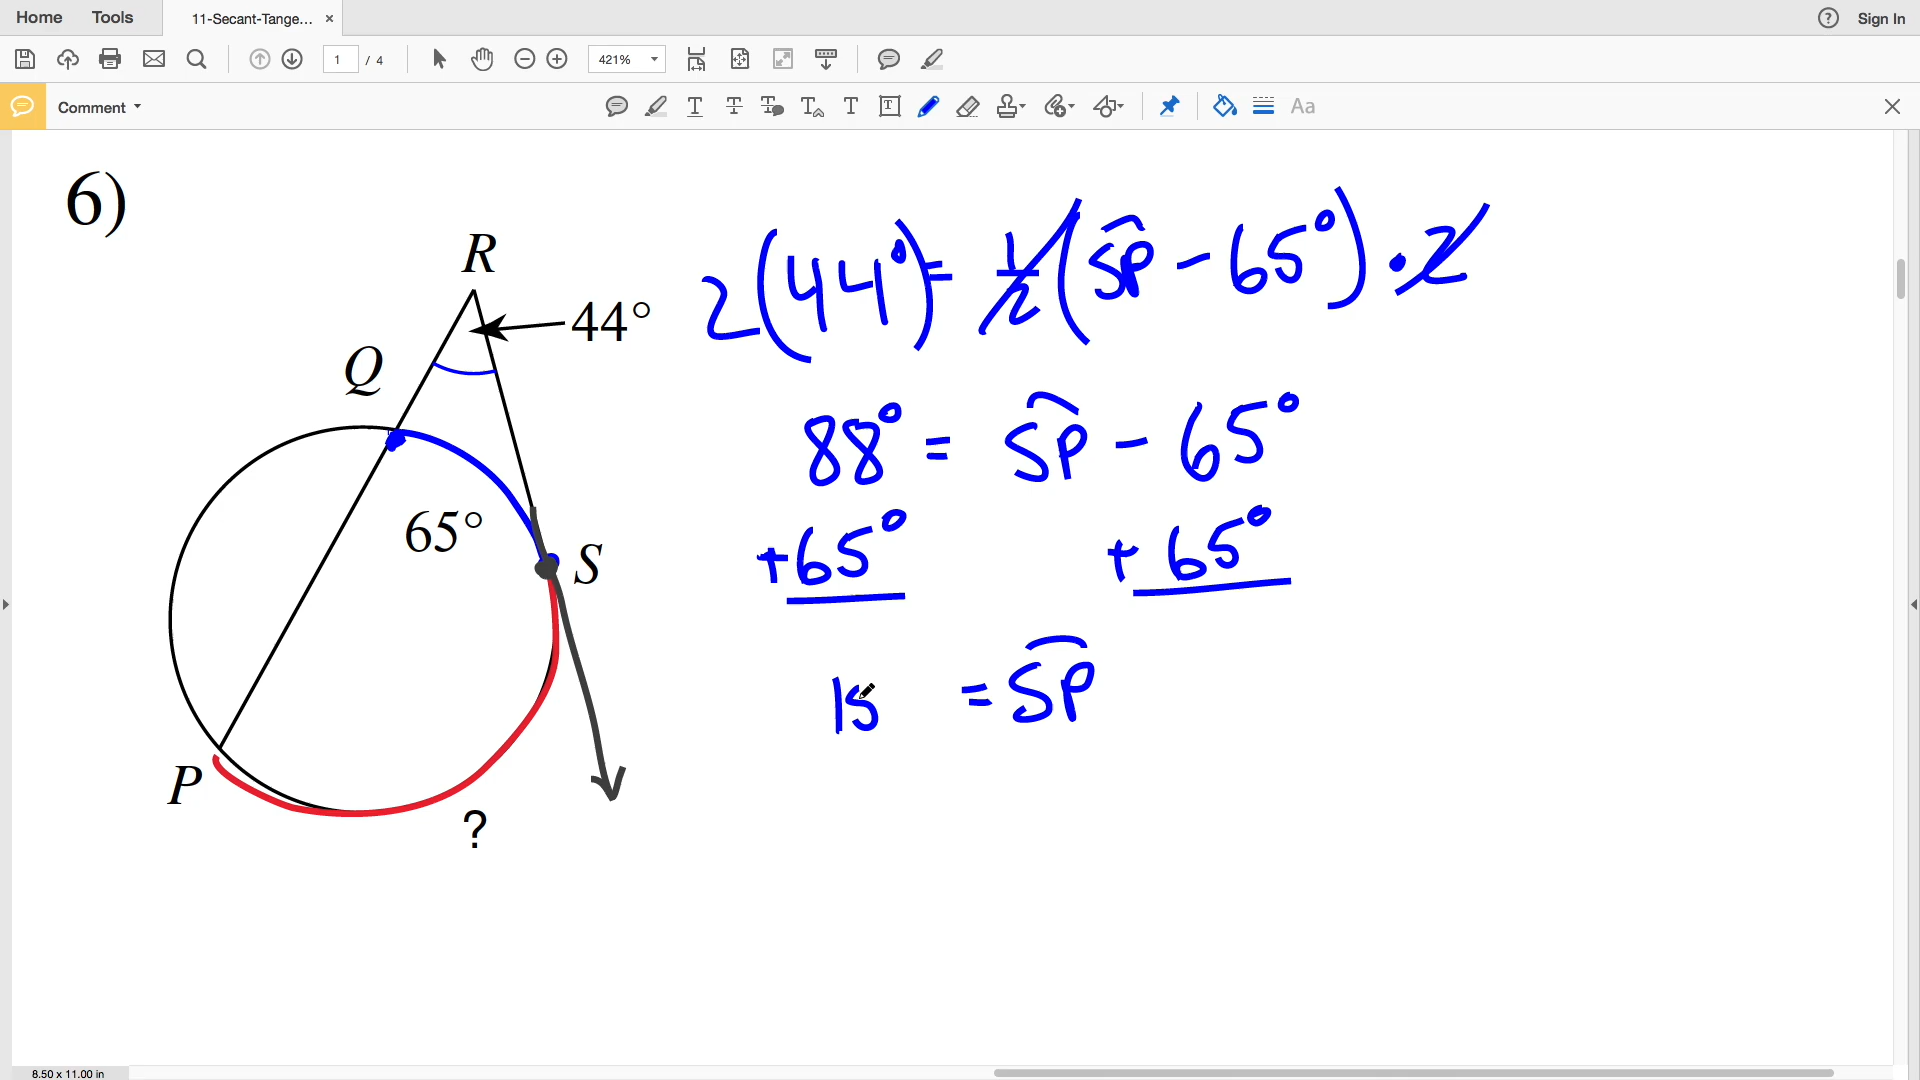 Home Tools 11-Secant-Tange... × ? Sign In
1 / 4 421%
Comment T T T T T T Aa
6)
R
44°
Q
65°
S
P
?
2(44°) = 1/2(SP - 65°) · 2
88° = SP - 65°
+65° + 65°
15 = SP
8.50 x 11.00 in